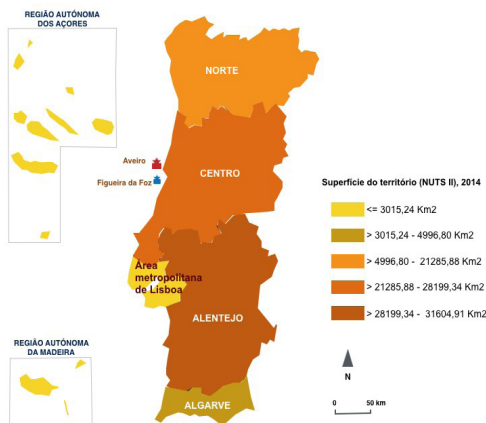 REGIÃO AUTÓNOMA
DOS AÇORES
NORTE
Aveiro
Figueira da Foz
CENTRO
Superfície do território (NUTS II), 2014
<= 3015,24 Km2
> 3015,24 - 4996,80 Km2
> 4996,80 - 21285,88 Km2
> 21285,88 - 28199,34 Km2
> 28199,34 - 31604,91 Km2
Área
metropolitana
de Lisboa
ALENTEJO
REGIÃO AUTÓNOMA
DA MADEIRA
ALGARVE
N
0 50 km